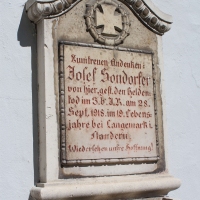 Zum treuen Andenken!
Josef Sondorfer
von hier, gest. den Helden-
tod im I.R.A.R. am 28.
Sept. 1918, im 19. Lebens-
jahre bei Langemark i.
Flandern.
Wiedersehen unsre Hoffnung!